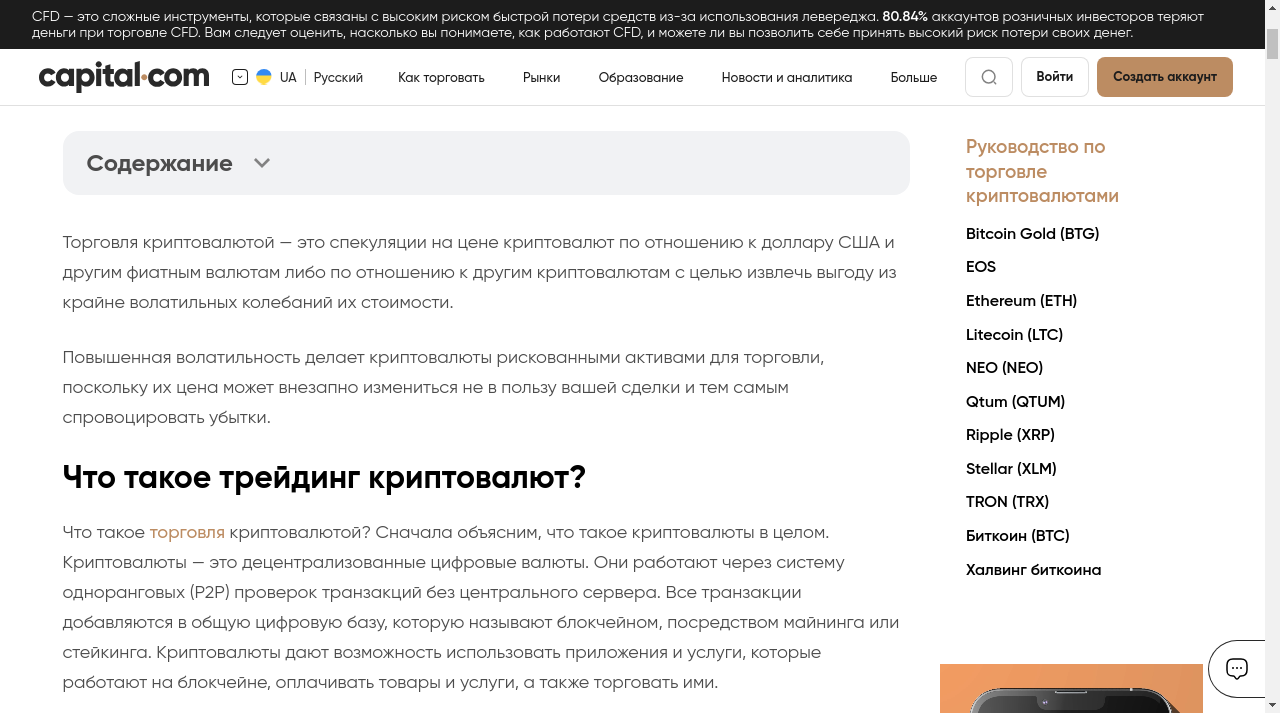 CFD — это сложные инструменты, которые связаны с высоким риском быстрой потери средств из-за использования левереджа. 80.84% аккаунтов розничных инвесторов теряют
деньги при торговле CFD. Вам следует оценить, насколько вы понимаете, как работают CFD, и можете ли вы позволить себе принять высокий риск потери своих денег.
capital.com UA Русский Как торговать Рынки Образование Новости и аналитика Больше Войти Создать аккаунт
Содержание
Торговля криптовалютой — это спекуляции на цене криптовалют по отношению к доллару США и
другим фиатным валютам либо по отношению к другим криптовалютам с целью извлечь выгоду из
крайне волатильных колебаний их стоимости.
Повышенная волатильность делает криптовалюты рискованными активами для торговли,
поскольку их цена может внезапно измениться не в пользу вашей сделки и тем самым
спровоцировать убытки.
Что такое трейдинг криптовалют?
Что такое торговля криптовалютой? Сначала объясним, что такое криптовалюты в целом.
Криптовалюты — это децентрализованные цифровые валюты. Они работают через систему
одноранговых (P2P) проверок транзакций без центрального сервера. Все транзакции
добавляются в общую цифровую базу, которую называют блокчейном, посредством майнинга или
стейкинга. Криптовалюты дают возможность использовать приложения и услуги, которые
работают на блокчейне, оплачивать товары и услуги, а также торговать ими.
Руководство по
торговле
криптовалютами
Bitcoin Gold (BTG)
EOS
Ethereum (ETH)
Litecoin (LTC)
NEO (NEO)
Qtum (QTUM)
Ripple (XRP)
Stellar (XLM)
TRON (TRX)
Биткоин (BTC)
Халвинг биткоина